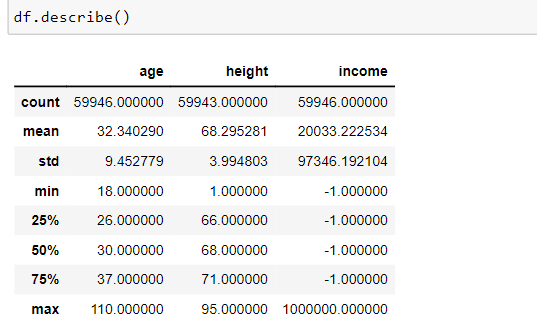 df.describe()
age height income
count 59946.000000 59943.000000 59946.000000
mean 32.340290 68.295281 20033.222534
std 9.452779 3.994803 97346.192104
min 18.000000 1.000000 -1.000000
25% 26.000000 66.000000 -1.000000
50% 30.000000 68.000000 -1.000000
75% 37.000000 71.000000 -1.000000
max 110.000000 95.000000 1000000.000000